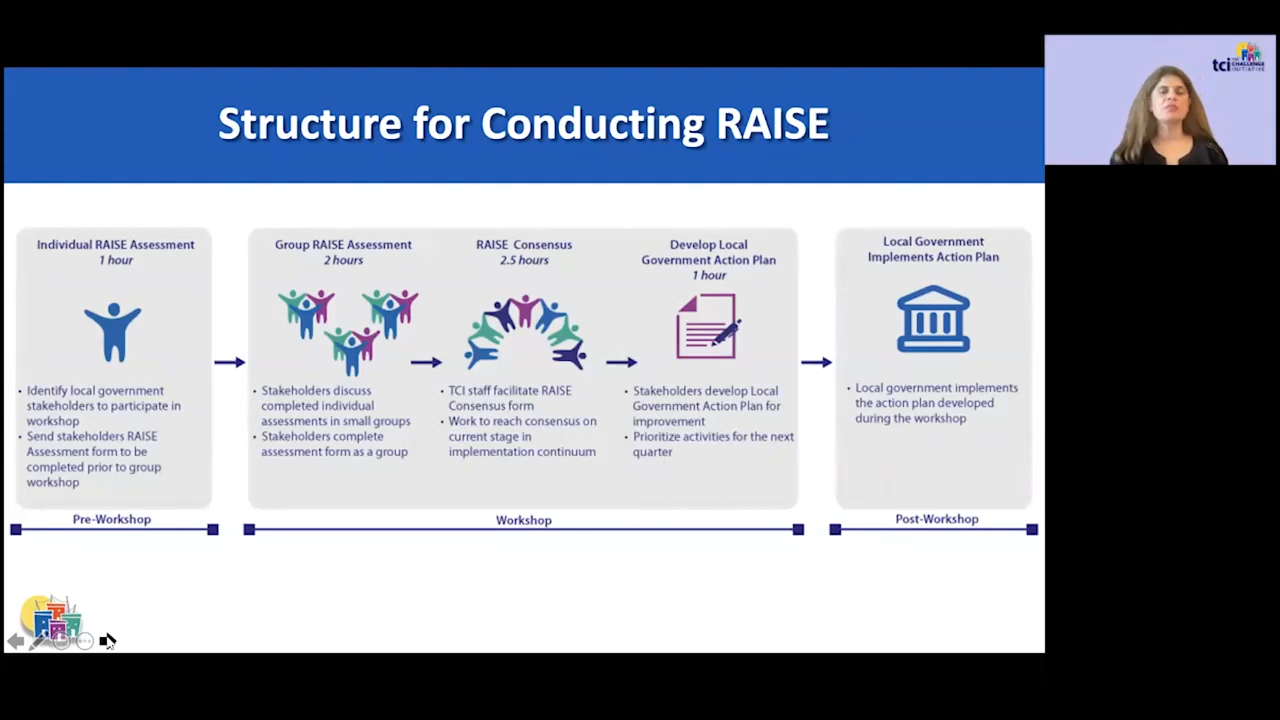 Structure for Conducting RAISE
tci THE CHALLENGE INITIATIVE
Individual RAISE Assessment
1 hour
• Identify local government
stakeholders to participate in
workshop
• Send stakeholders RAISE
Assessment form to be
completed prior to group
workshop
Group RAISE Assessment
2 hours
• Stakeholders discuss
completed individual
assessments in small groups
• Stakeholders complete
assessment form as a group
RAISE Consensus
2.5 hours
• TCI staff facilitate RAISE
Consensus form
• Work to reach consensus on
current stage in
implementation continuum
Develop Local
Government Action Plan
1 hour
• Stakeholders develop Local
Government Action Plan for
improvement
• Prioritize activities for the next
quarter
Local Government
Implements Action Plan
• Local government implements
the action plan developed
during the workshop
Pre-Workshop
Workshop
Post-Workshop